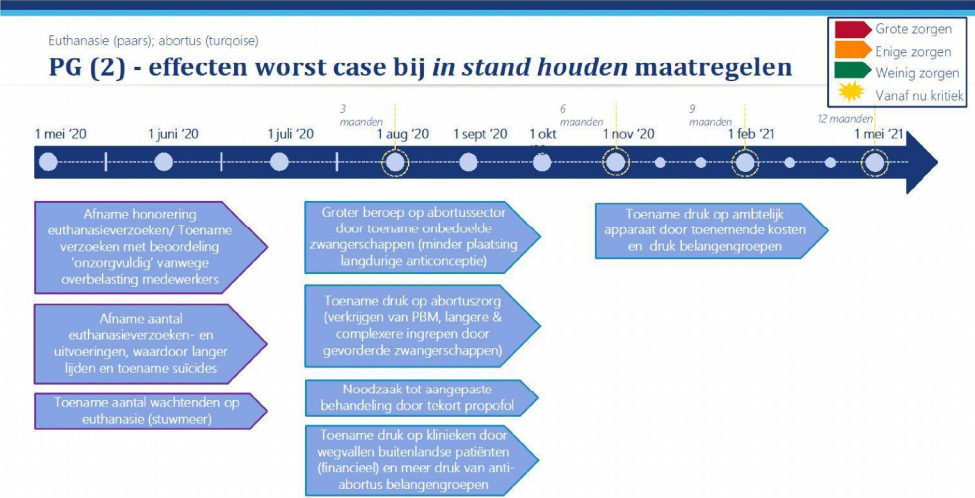 Euthanasie (paars); abortus (turqoise)
PG (2) - effecten worst case bij in stand houden maatregelen
Grote zorgen
Enige zorgen
Weinig zorgen
Vanaf nu kritiek
3 maanden
6 maanden
9 maanden
12 maanden
1 mei '20
1 juni '20
1 juli '20
1 aug '20
1 sept '20
1 okt
1 nov '20
1 feb '21
1 mei '21
Afname honorering
euthanasieverzoeken/ Toename
verzoeken met beoordeling
'onzorgvuldig' vanwege
overbelasting medewerkers
Afname aantal
euthanasieverzoeken- en
uitvoeringen, waardoor langer
lijden en toename suïcides
Toename aantal wachtenden op
euthanasie (stuwmeer)
Groter beroep op abortussector
door toename onbedoelde
zwangerschappen (minder plaatsing
langdurige anticonceptie)
Toename druk op abortuszorg
(verkrijgen van PBM, langere &
complexere ingrepen door
gevorderde zwangerschappen)
Noodzaak tot aangepaste
behandeling door tekort propofol
Toename druk op klinieken door
wegvallen buitenlandse patiënten
(financieel) en meer druk van anti-
abortus belangengroepen
Toename druk op ambtelijk
apparaat door toenemende kosten
en druk belangengroepen